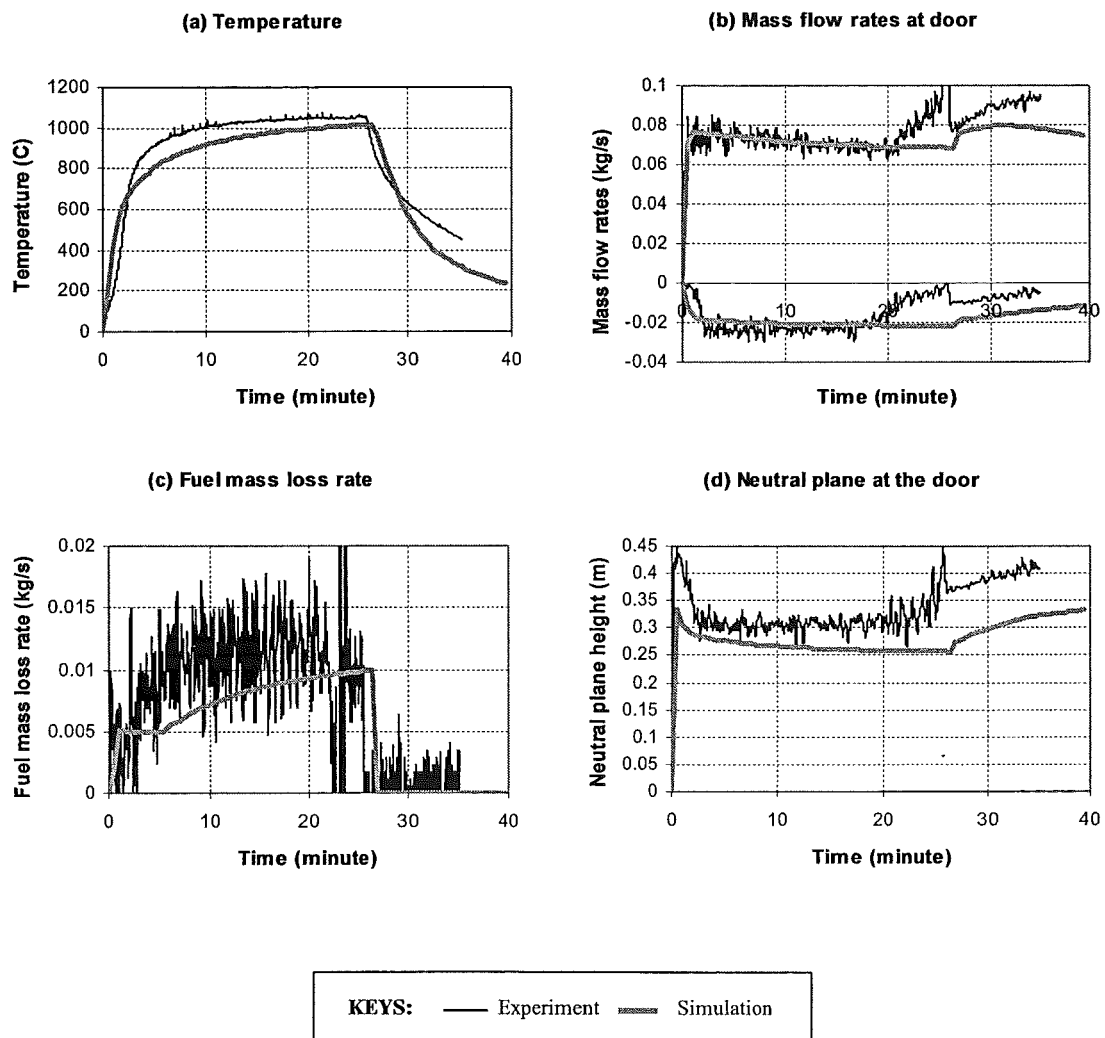 (a) Temperature
1200
1000
800
600
400
200
0
Temperature (C)
0 10 20 30 40
Time (minute)
(b) Mass flow rates at door
0.1
0.08
0.06
0.04
0.02
0
-0.02
-0.04
Mass flow rates (kg/s)
0 10 20 30 40
Time (minute)
(c) Fuel mass loss rate
0.02
0.015
0.01
0.005
0
Fuel mass loss rate (kg/s)
0 10 20 30 40
Time (minute)
(d) Neutral plane at the door
0.45
0.4
0.35
0.3
0.25
0.2
0.15
0.1
0.05
0
Neutral plane height (m)
0 10 20 30 40
Time (minute)
KEYS: Experiment Simulation